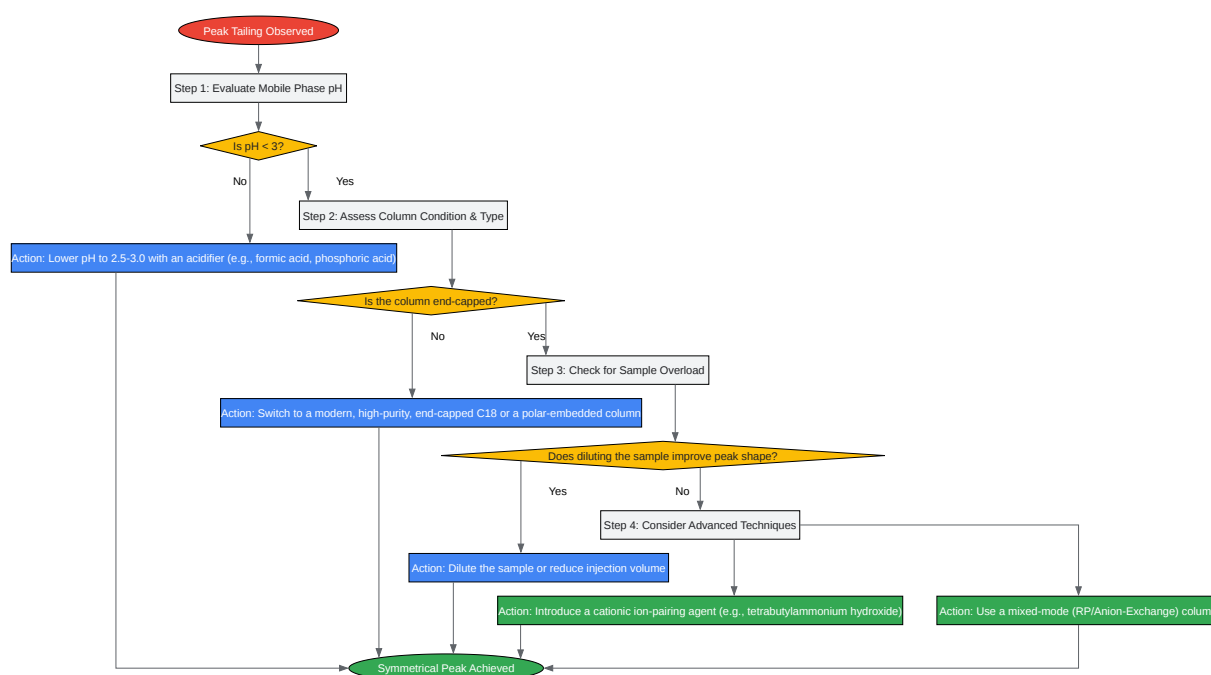 Peak Tailing Observed
Step 1: Evaluate Mobile Phase pH
Is pH < 3?
No
Yes
Step 2: Assess Column Condition & Type
Action: Lower pH to 2.5-3.0 with an acidifier (e.g., formic acid, phosphoric acid)
Is the column end-capped?
No
Yes
Step 3: Check for Sample Overload
Action: Switch to a modern, high-purity, end-capped C18 or a polar-embedded column
Does diluting the sample improve peak shape?
Yes
No
Step 4: Consider Advanced Techniques
Action: Dilute the sample or reduce injection volume
Action: Introduce a cationic ion-pairing agent (e.g., tetrabutylammonium hydroxide)
Action: Use a mixed-mode (RP/Anion-Exchange) colum
Symmetrical Peak Achieved